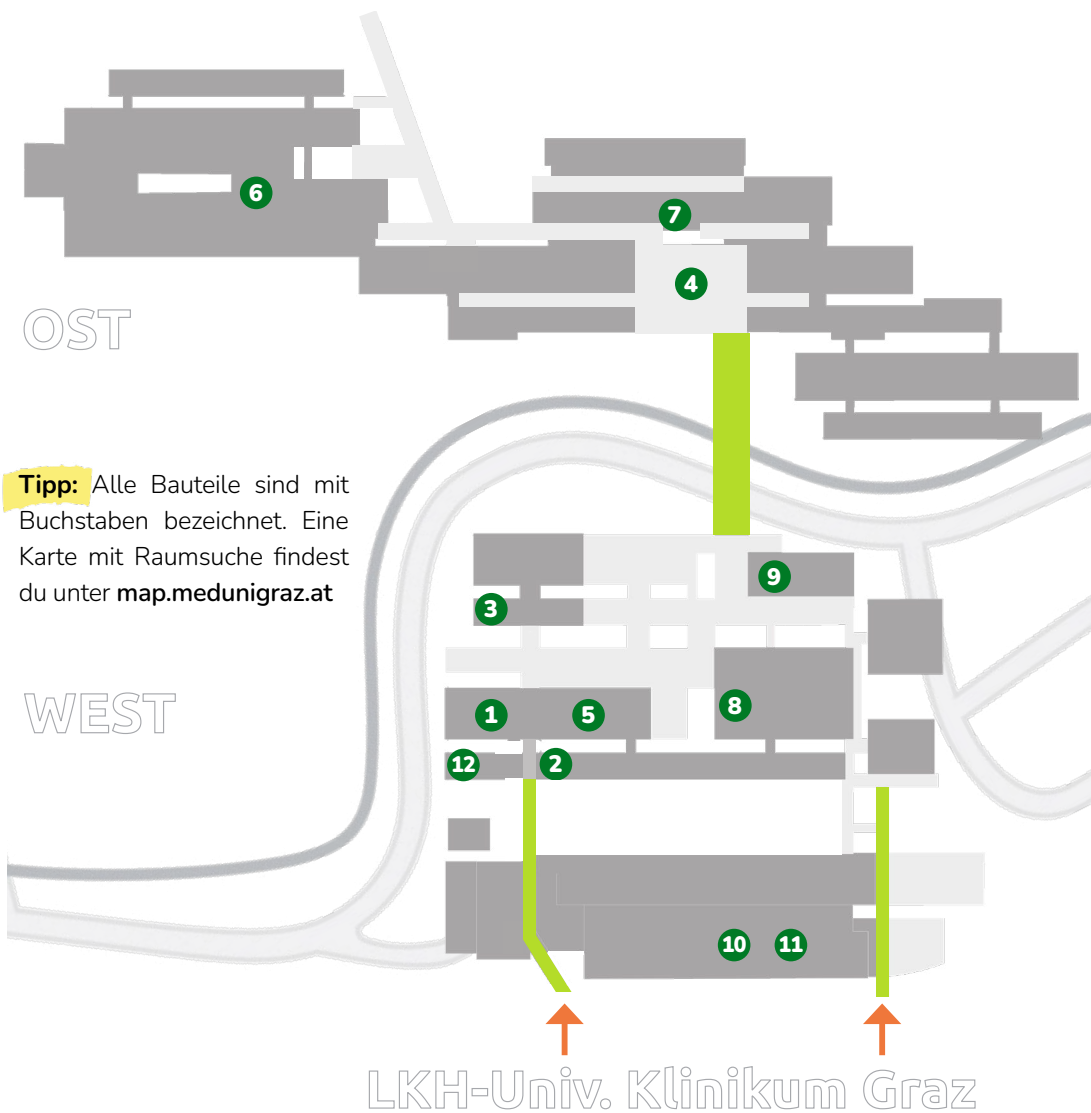 6
7
4
OST
Tipp: Alle Bauteile sind mit
Buchstaben bezeichnet. Eine
Karte mit Raumsuche findest
du unter map.medunigraz.at
9
3
WEST
1
5
8
12
2
10
11
LKH-Univ. Klinikum Graz